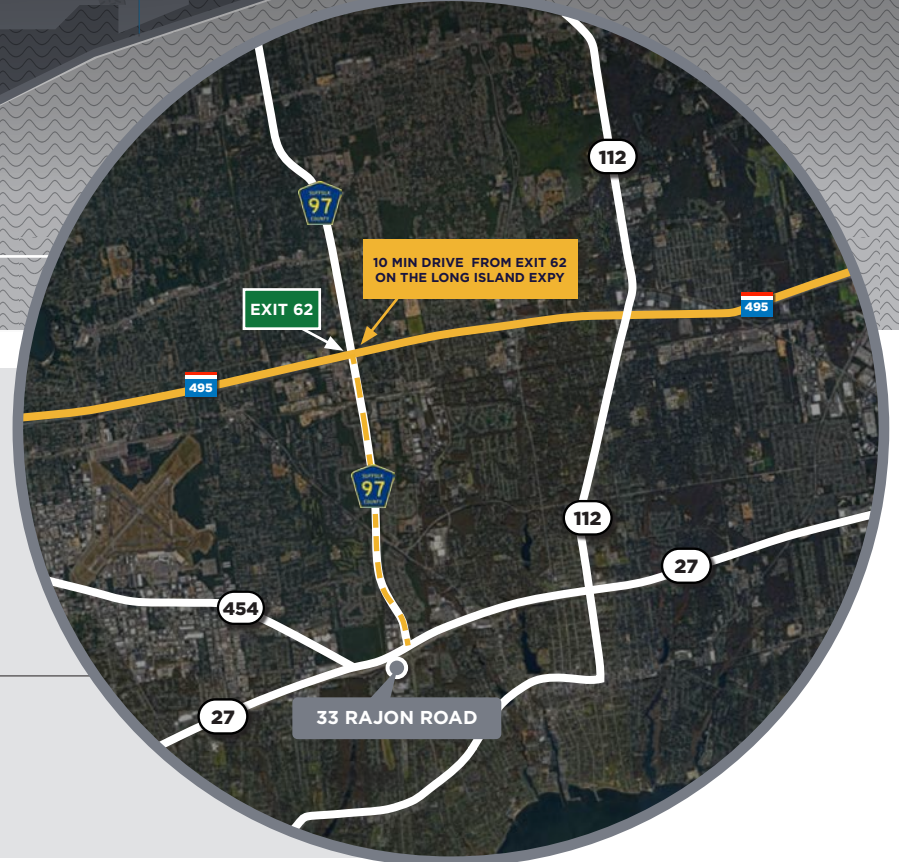 112
SUFFOLK
97
COUNTY
10 MIN DRIVE FROM EXIT 62
ON THE LONG ISLAND EXPY
EXIT 62
495
495
SUFFOLK
97
COUNTY
112
27
454
27
33 RAJON ROAD